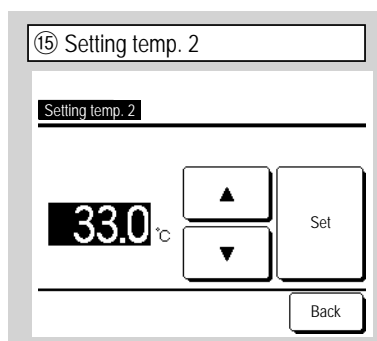 ⑮ Setting temp. 2
Setting temp. 2
▲
33.0 °C
Set
▼
Back